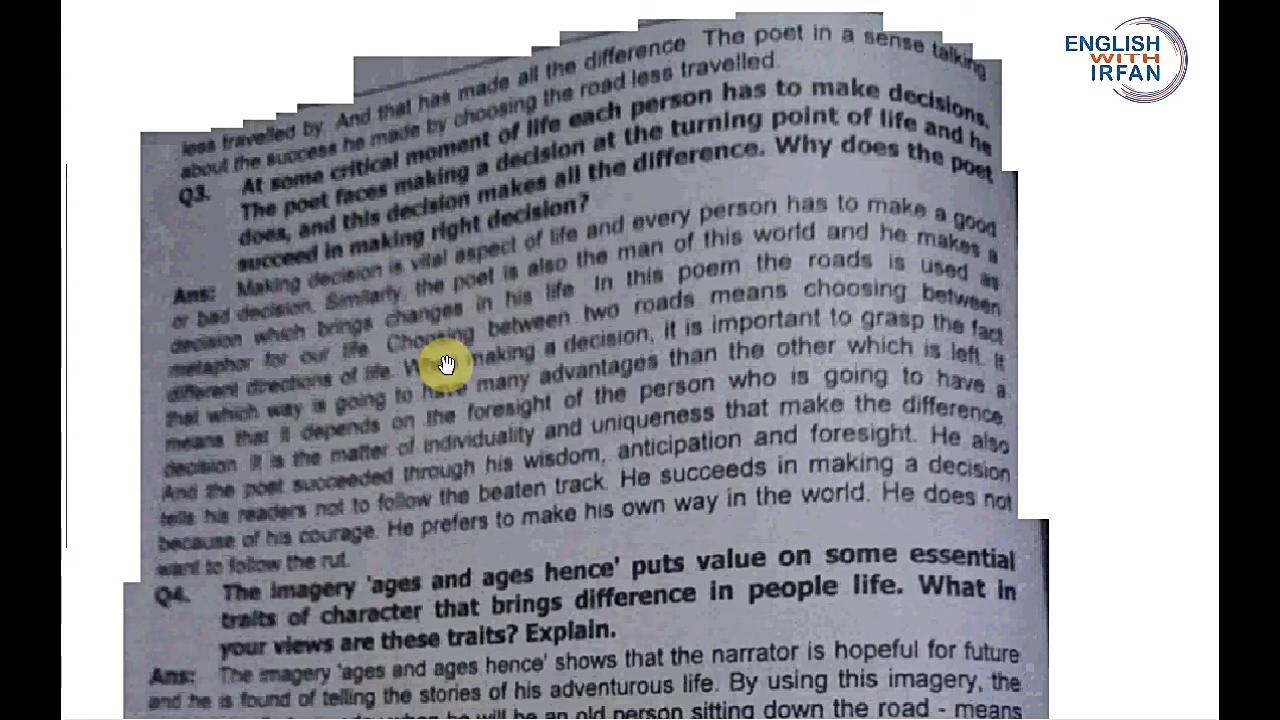 ENGLISH
WITH
IRFAN
less travelled by. And that has made all the difference. The poet in a sense talking
about the success he made by choosing the road less travelled.
Q3. At some critical moment of life each person has to make decisions.
The poet faces making a decision at the turning point of life and he
does, and this decision makes all the difference. Why does the poet
succeed in making right decision?
Ans: Making decision is vital aspect of life and every person has to make a good
or bad decision. Similarly, the poet is also the man of this world and he makes a
decision which brings changes in his life. In this poem the roads is used as
metaphor for our life. Choosing between two roads means choosing between
different directions of life. making a decision, it is important to grasp the fact
that which way is going to have many advantages than the other which is left. It
means that it depends on the foresight of the person who is going to have a
decision. It is the matter of individuality and uniqueness that make the difference.
And the poet succeeded through his wisdom, anticipation and foresight. He also
tells his readers not to follow the beaten track. He succeeds in making a decision
because of his courage. He prefers to make his own way in the world. He does not
want to follow the rut.
Q4. The imagery 'ages and ages hence' puts value on some essential
traits of character that brings difference in people life. What in
your views are these traits? Explain.
Ans: The imagery 'ages and ages hence' shows that the narrator is hopeful for future
and he is found of telling the stories of his adventurous life. By using this imagery, the
when he will be an old person sitting down the road - means